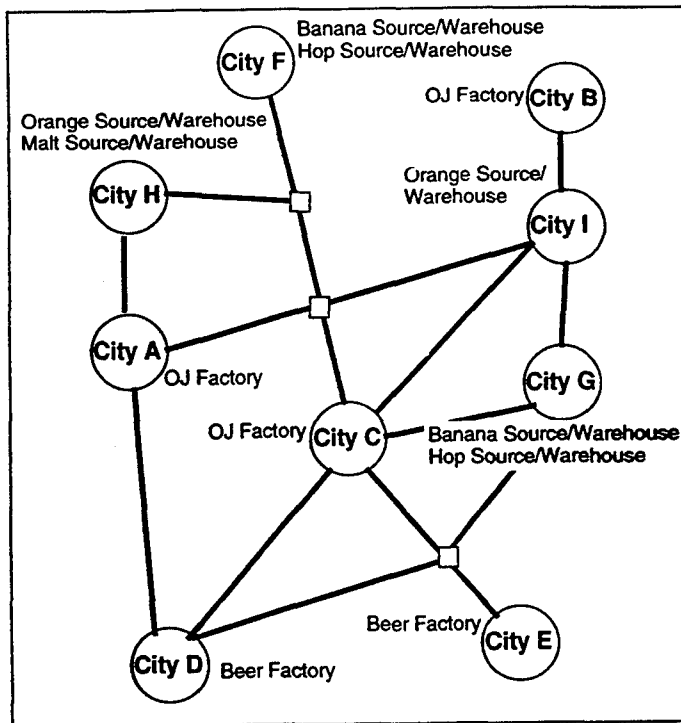 Banana Source/Warehouse
Hop Source/Warehouse
City F
OJ Factory
City B
Orange Source/Warehouse
Malt Source/Warehouse
Orange Source/
Warehouse
City H
City I
City A
OJ Factory
City G
OJ Factory
City C
Banana Source/Warehouse
Hop Source/Warehouse
Beer Factory
City E
City D
Beer Factory